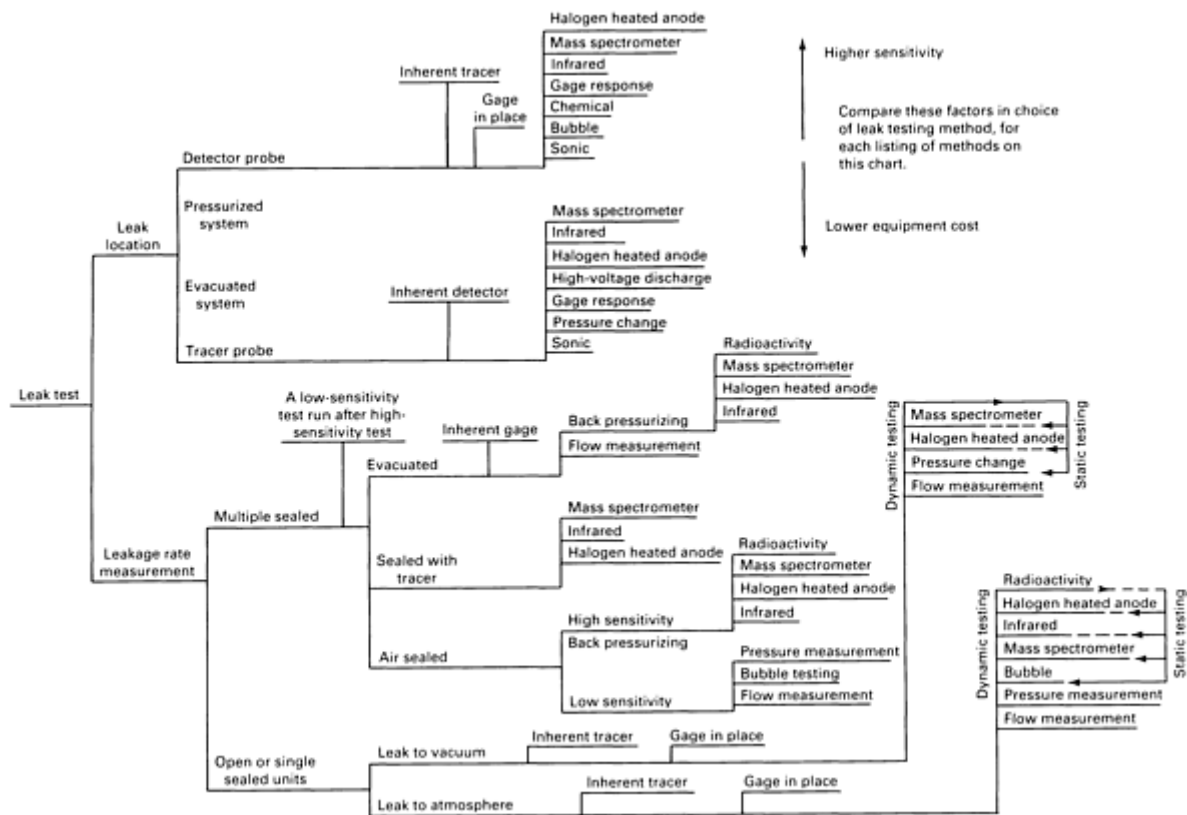 Halogen heated anode
Mass spectrometer
Infrared
Gage response
Chemical
Bubble
Sonic
Inherent tracer
Gage
in place
Detector probe
Higher sensitivity
Compare these factors in choice
of leak testing method, for
each listing of methods on
this chart.
Lower equipment cost
Pressurized
system
Leak
location
Evacuated
system
Tracer probe
Inherent detector
Mass spectrometer
Infrared
Halogen heated anode
High-voltage discharge
Gage response
Pressure change
Sonic
Leak test
A low-sensitivity
test run after high-
sensitivity test
Inherent gage
Evacuated
Back pressurizing
Flow measurement
Radioactivity
Mass spectrometer
Halogen heated anode
Infrared
Multiple sealed
Leakage rate
measurement
Sealed with
tracer
Mass spectrometer
Infrared
Halogen heated anode
Air sealed
High sensitivity
Back pressurizing
Low sensitivity
Radioactivity
Mass spectrometer
Halogen heated anode
Infrared
Pressure measurement
Bubble testing
Flow measurement
Dynamic testing
Mass spectrometer
Halogen heated anode
Pressure change
Flow measurement
Static testing
Dynamic testing
Radioactivity
Halogen heated anode
Infrared
Mass spectrometer
Bubble
Pressure measurement
Flow measurement
Static testing
Open or single
sealed units
Leak to vacuum
Inherent tracer
Gage in place
Leak to atmosphere
Inherent tracer
Gage in place